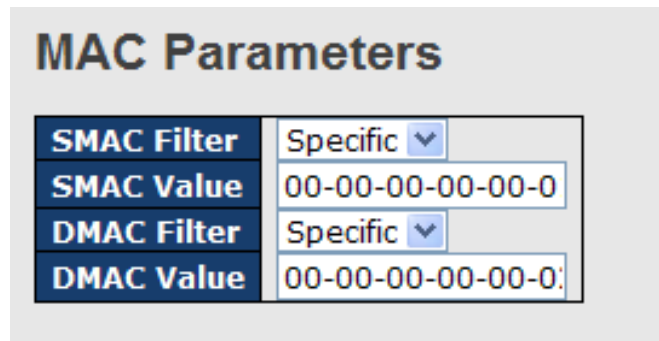 MAC Parameters
SMAC Filter Specific
SMAC Value 00-00-00-00-00-0
DMAC Filter Specific
DMAC Value 00-00-00-00-00-0